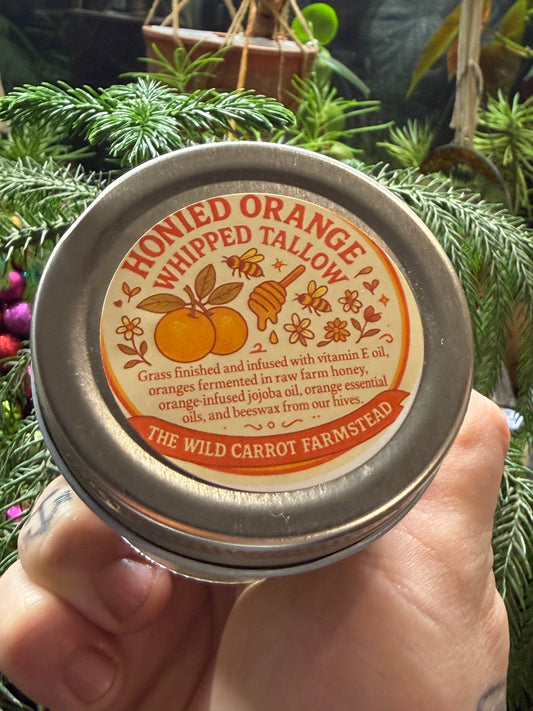 HONIED ORANGE
WHIPPED TALLOW
Grass finished and infused with vitamin E oil,
oranges fermented in raw farm honey,
orange-infused jojoba oil, orange essential
oils, and beeswax from our hives.
THE WILD CARROT FARMSTEAD